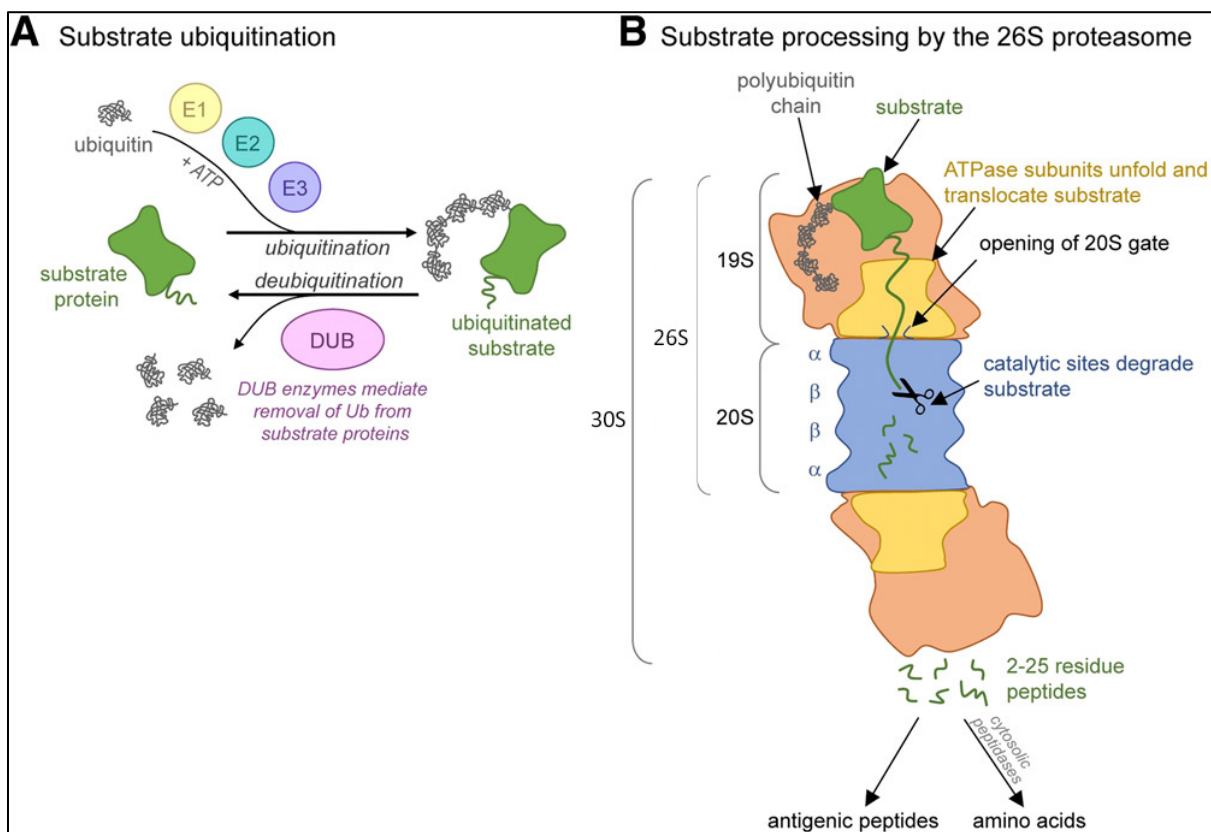 A Substrate ubiquitination
ubiquitin
E1
E2
E3
+ ATP
ubiquitination
deubiquitination
substrate
protein
ubiquitinated
substrate
DUB
DUB enzymes mediate
removal of Ub from
substrate proteins
B Substrate processing by the 26S proteasome
polyubiquitin
chain
substrate
ATPase subunits unfold and
translocate substrate
opening of 20S gate
19S
26S
30S
20S
α
β
β
α
catalytic sites degrade
substrate
2-25 residue
peptides
cytosolic
peptidases
antigenic peptides
amino acids